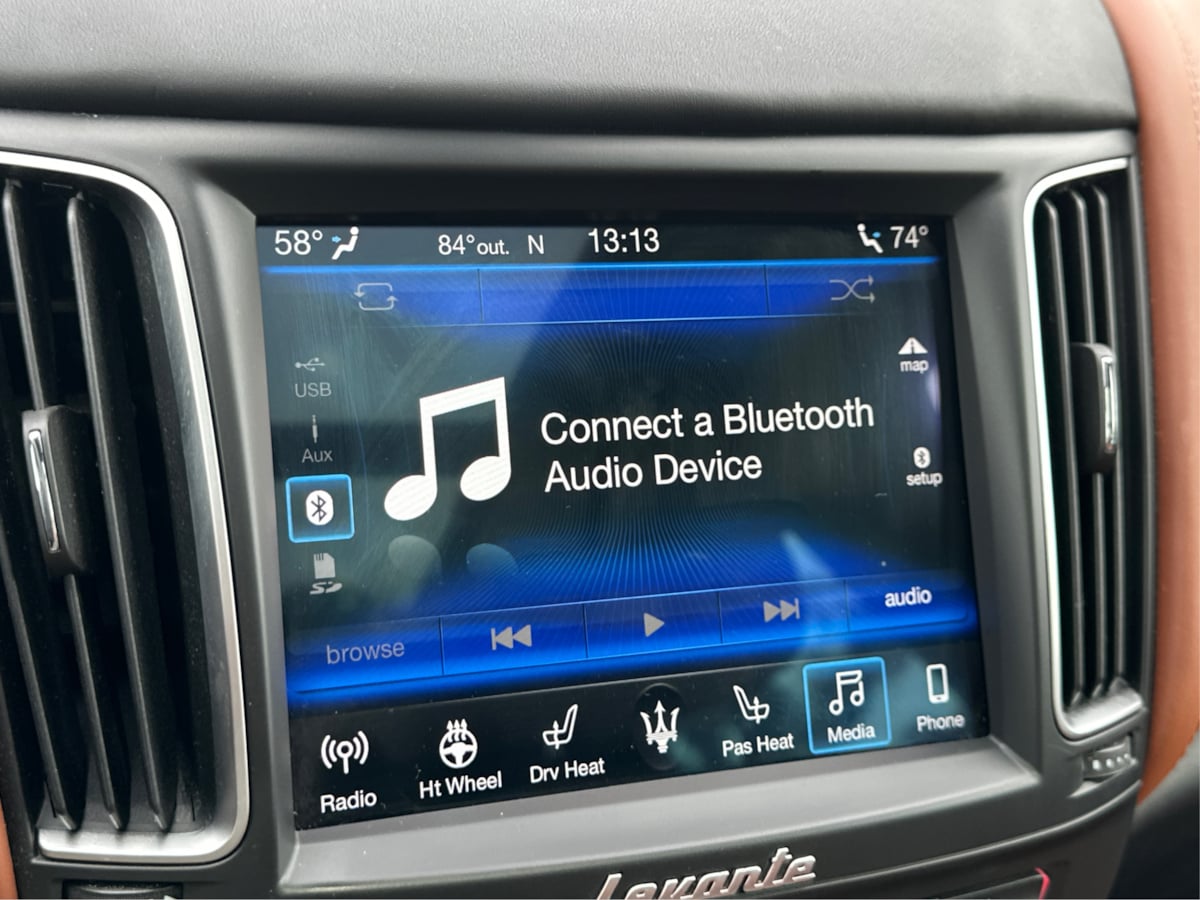 58°
84° out. N
13:13
74°
USB
Aux
SD
Connect a Bluetooth
Audio Device
map
setup
browse
audio
Radio
Ht Wheel
Drv Heat
Pas Heat
Media
Phone
Levante